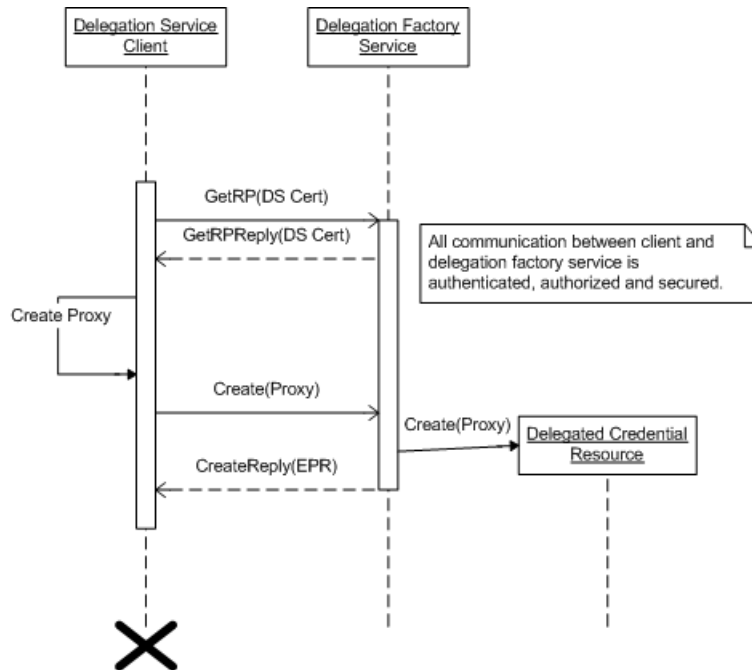 Delegation Service
Client
Delegation Factory
Service
GetRP(DS Cert)
GetRPReply(DS Cert)
All communication between client and
delegation factory service is
authenticated, authorized and secured.
Create Proxy
Create(Proxy)
Create(Proxy)
Delegated Credential
Resource
CreateReply(EPR)